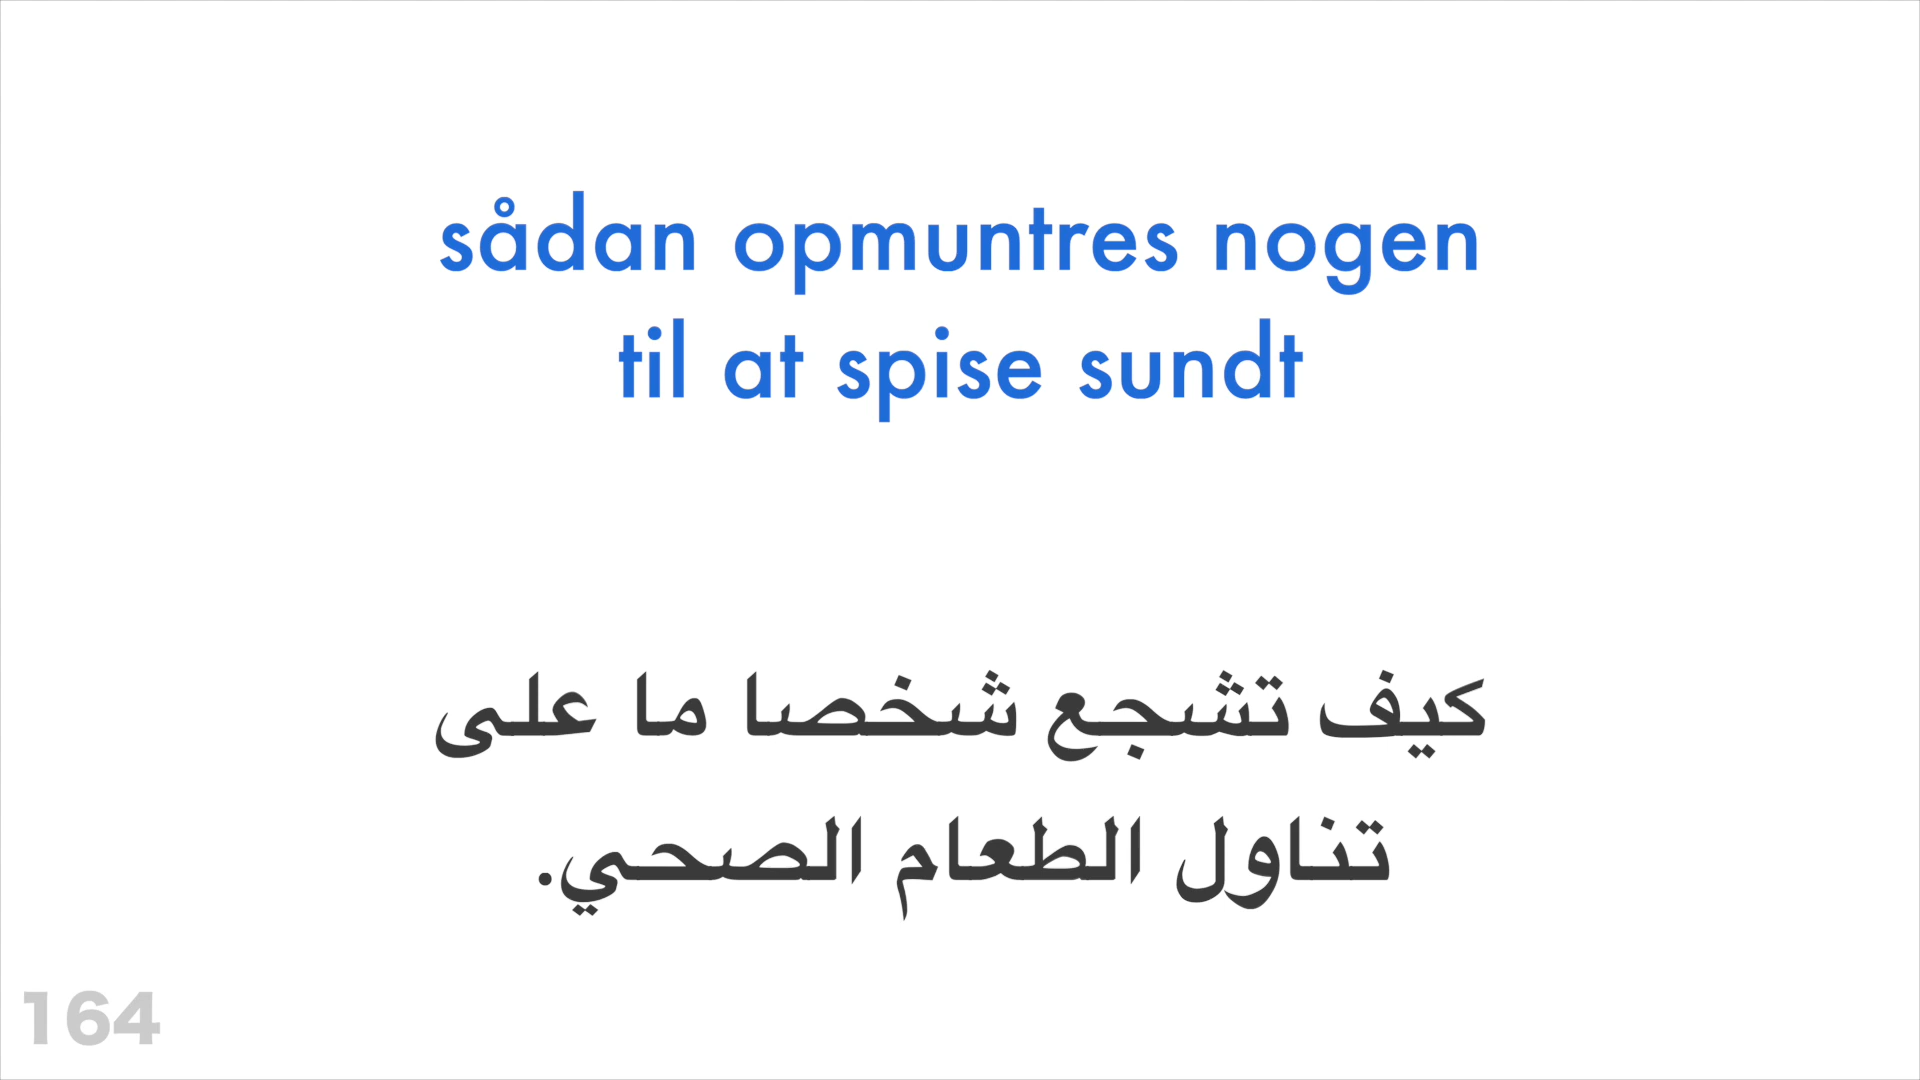 sådan opmuntres nogen
til at spise sundt
كيف تشجع شخصا ما على
تناول الطعام الصحي.
164